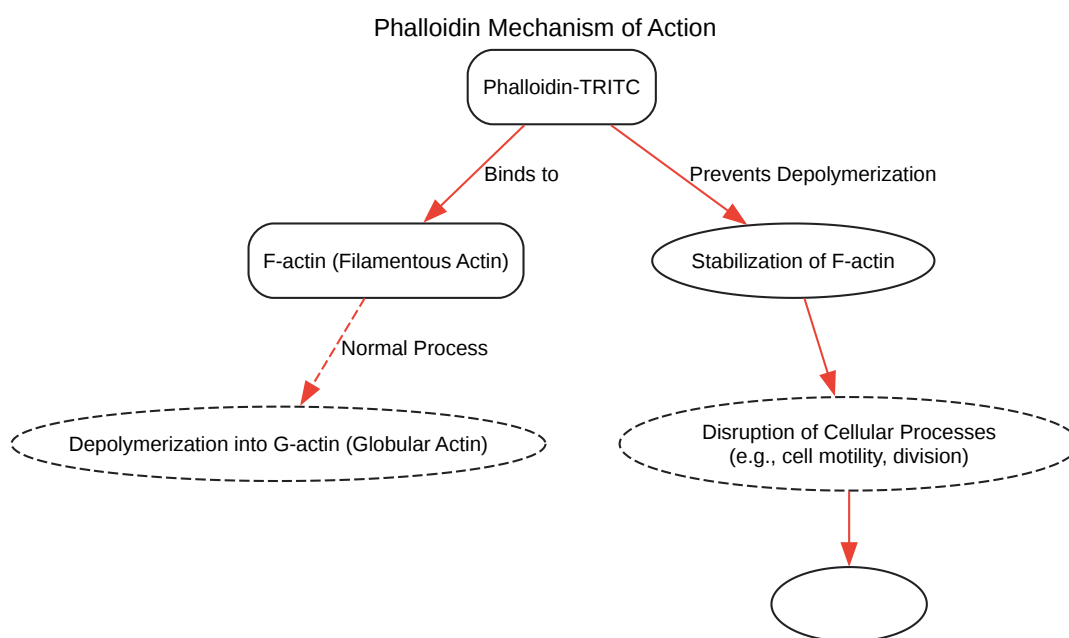 Phalloidin Mechanism of Action
Phalloidin-TRITC
Binds to
Prevents Depolymerization
F-actin (Filamentous Actin)
Stabilization of F-actin
Normal Process
Depolymerization into G-actin (Globular Actin)
Disruption of Cellular Processes
(e.g., cell motility, division)